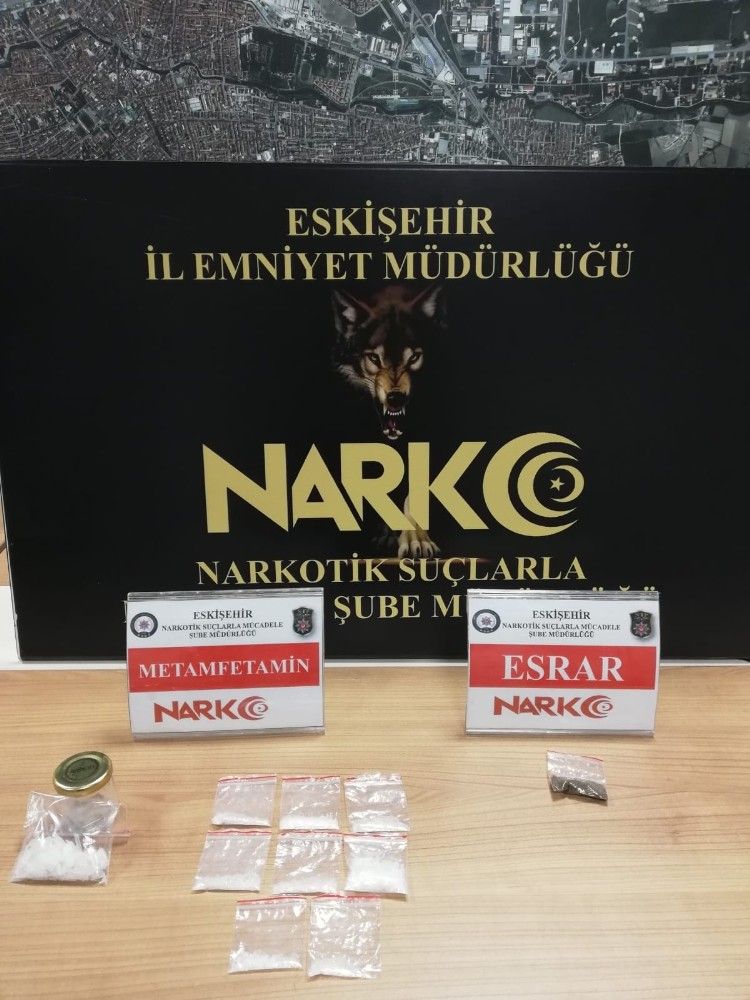 ESKİŞEHİR
İL EMNİYET MÜDÜRLÜĞÜ
NARKO
NARKOTİK SUÇLARLA
ŞUBE
ESKİŞEHİR
NARKOTİK SUÇLARLA MÜCADELE
ŞUBE MÜDÜRLÜĞÜ
METAMFETAMİN
NARKO
ESKİŞEHİR
NARKOTİK SUÇLARLA MÜCADELE
ŞUBE MÜDÜRLÜĞÜ
ESRAR
NARKO